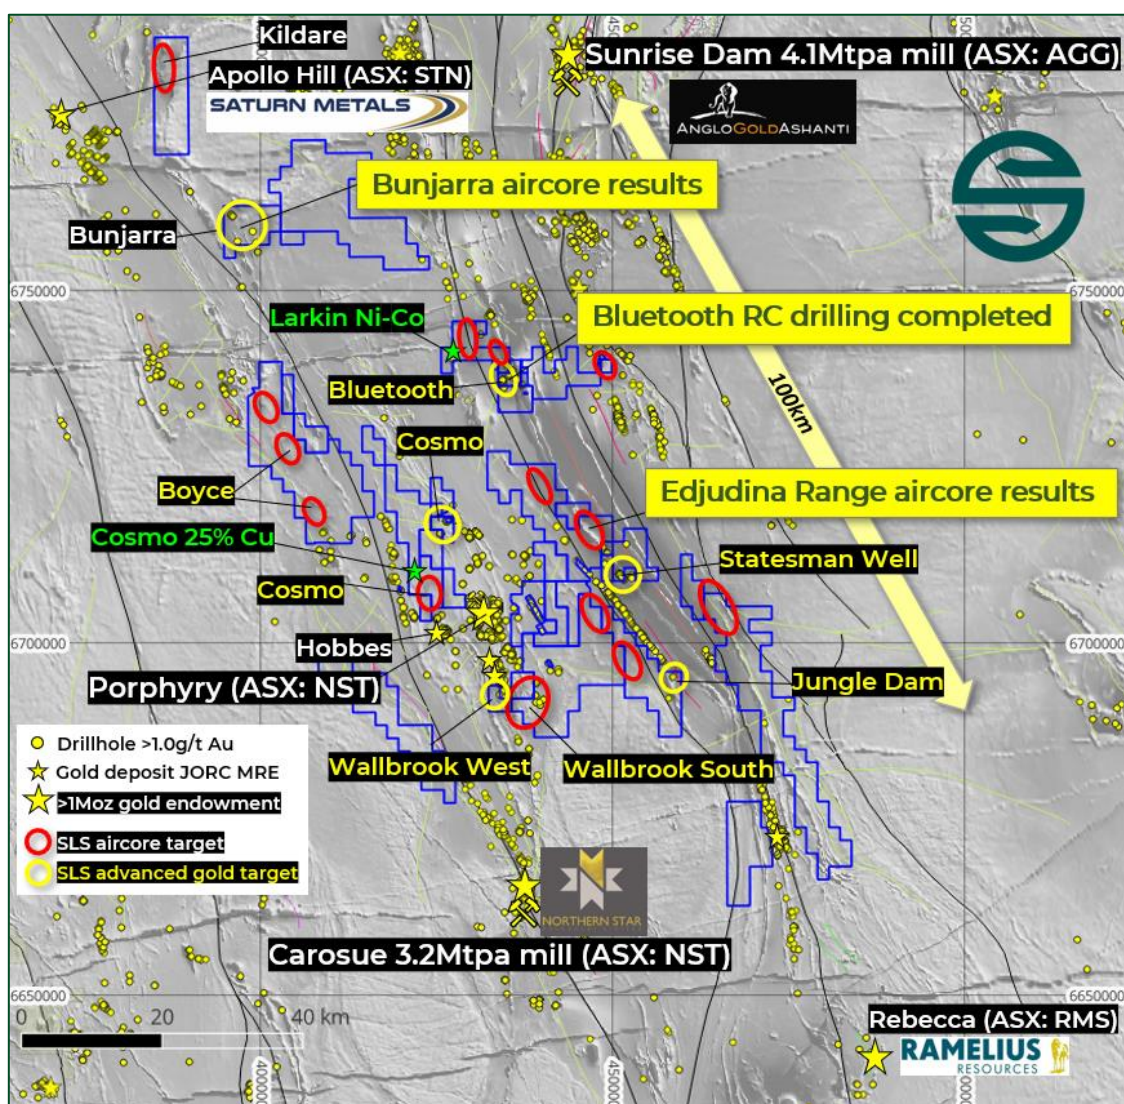 Kildare
Sunrise Dam 4.1Mtpa mill (ASX: AGG)
Apollo Hill (ASX: STN)
SATURN METALS
ANGLOGOLDASHANTI
Bunjarra aircore results
Bunjarra
6750000
6750000
Larkin Ni-Co
Bluetooth RC drilling completed
Bluetooth
100km
Cosmo
Boyce
Edjudina Range aircore results
Cosmo 25% Cu
Statesman Well
Cosmo
Hobbes
6700000
6700000
Porphyry (ASX: NST)
Jungle Dam
Wallbrook West
Wallbrook South
Drillhole >1.0g/t Au
Gold deposit JORC MRE
>1Moz gold endowment
SLS aircore target
SLS advanced gold target
NORTHERN STAR
Carosue 3.2Mtpa mill (ASX: NST)
6650000
6650000
0 20 40 km
Rebecca (ASX: RMS)
RAMELIUS
RESOURCES
400000
450000